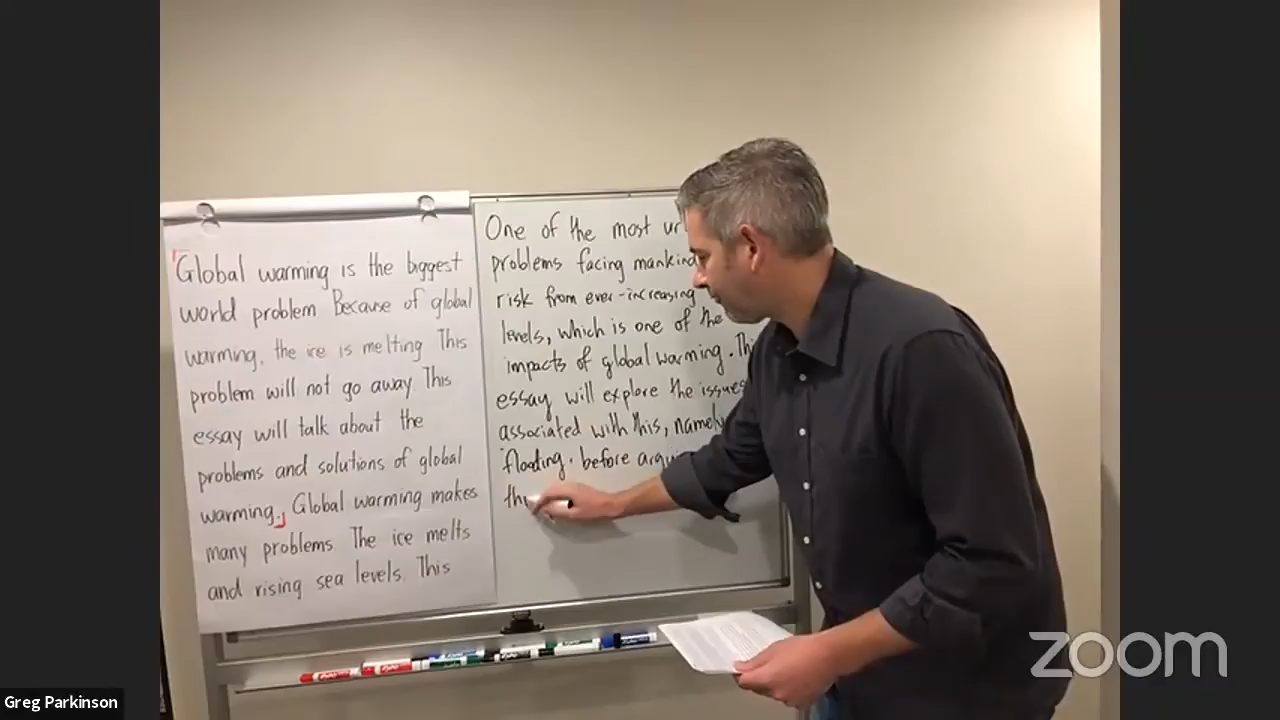 Global warming is the biggest
world problem Because of global
warming, the ice is melting This
problem will not go away. This
essay will talk about the
problems and solutions of global
warming. Global warming makes
many problems The ice melts
and rising sea levels. This
One of the most
problems facing mankind
risk from ever-increasing
levels, which is one of the
impacts of global warming. This
essay will explore the issues
associated with this, namely
flooding, before
Greg Parkinson
zoom